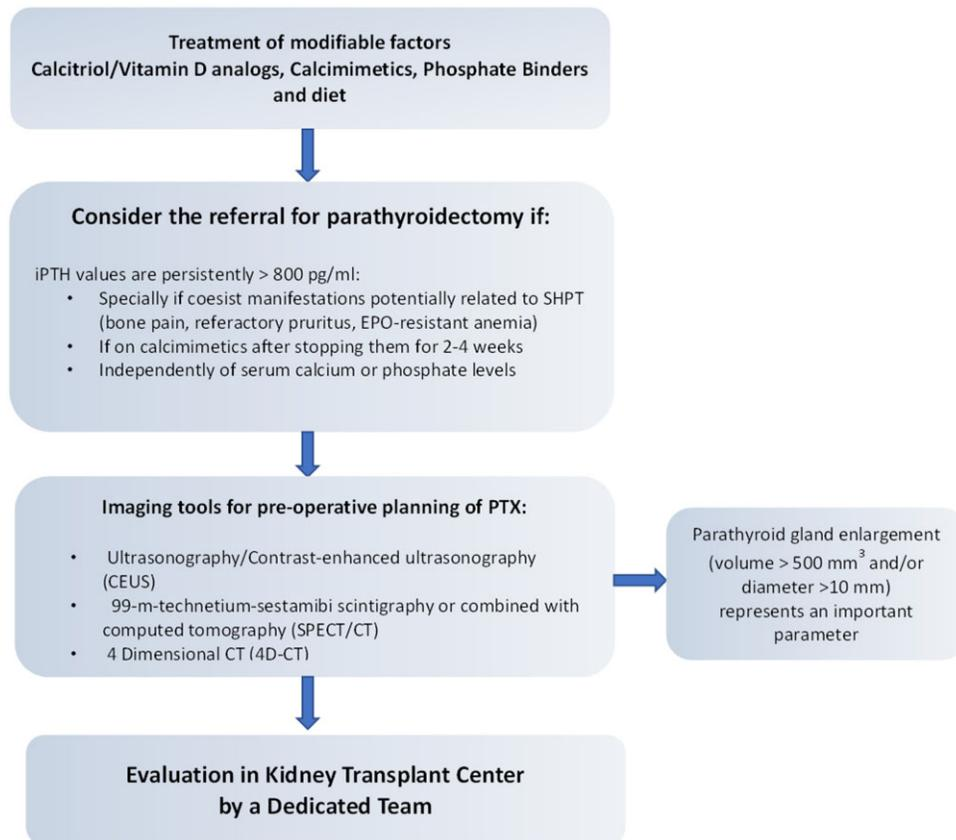 Treatment of modifiable factors
Calcitriol/Vitamin D analogs, Calcimimetics, Phosphate Binders
and diet
Consider the referral for parathyroidectomy if:
iPTH values are persistently > 800 pg/ml:
• Specially if coesist manifestations potentially related to SHPT
(bone pain, referactory pruritus, EPO-resistant anemia)
• If on calcimimetics after stopping them for 2-4 weeks
• Independently of serum calcium or phosphate levels
Imaging tools for pre-operative planning of PTX:
• Ultrasonography/Contrast-enhanced ultrasonography
(CEUS)
• 99-m-technetium-sestamibi scintigraphy or combined with
computed tomography (SPECT/CT)
• 4 Dimensional CT (4D-CT)
Parathyroid gland enlargement
(volume > 500 mm³ and/or
diameter >10 mm)
represents an important
parameter
Evaluation in Kidney Transplant Center
by a Dedicated Team